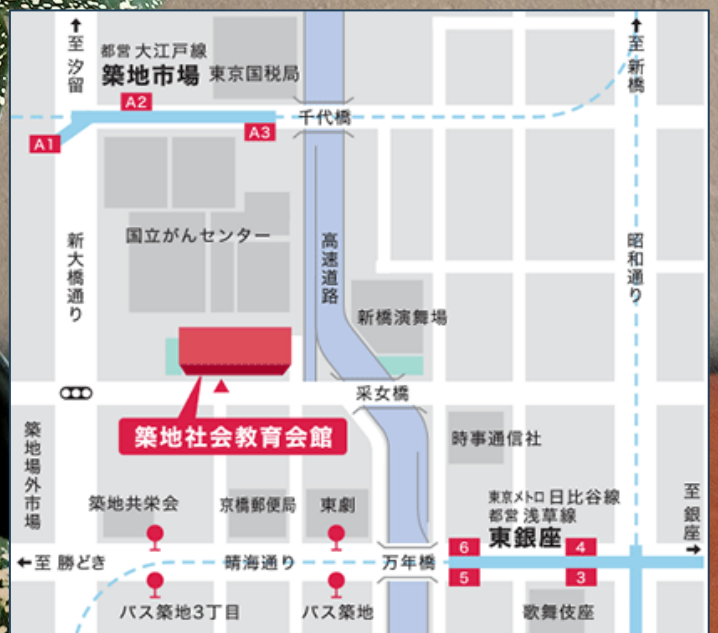 至 汐留
都営 大江戸線
築地市場
東京国税局
至 新橋
A2
A1
A3
千代橋
国立がんセンター
新大橋通り
高速道路
昭和通り
新橋演舞場
采女橋
築地社会教育会館
築地場外市場
時事通信社
築地共栄会
京橋郵便局
東劇
東京メトロ 日比谷線
都営 浅草線
東銀座
至 銀座
6
4
至 勝どき
晴海通り
万年橋
5
3
バス築地3丁目
バス築地
歌舞伎座